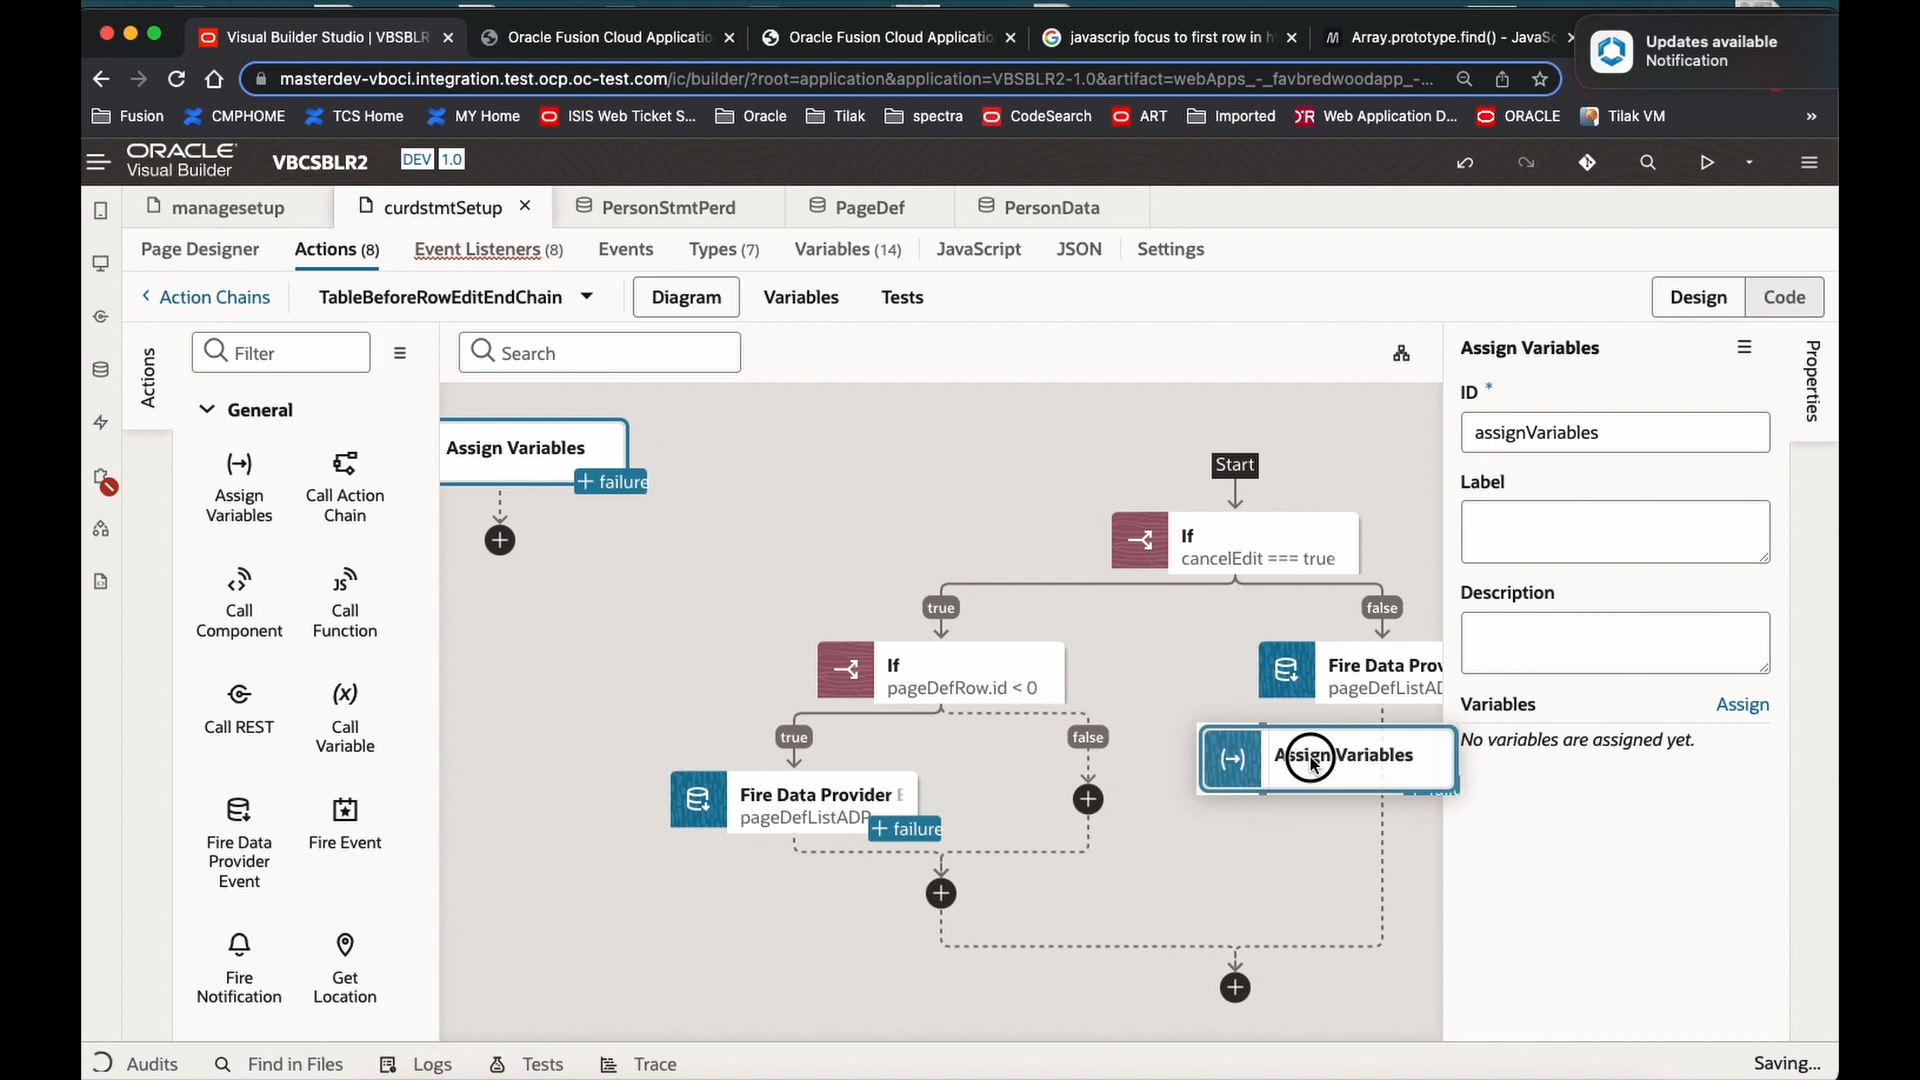 Visual Builder Studio | VBSBLR
Oracle Fusion Cloud Applicatio
Oracle Fusion Cloud Applicatio
javascrip focus to first row in h
Array.prototype.find() - JavaSc
Updates available
Notification
masterdev-vboci.integration.test.ocp.oc-test.com/ic/builder/?root=application&application=VBSBLR2-1.0&artifact=webApps_-_favbredwoodapp_-...
Fusion
CMPHOME
TCS Home
MY Home
ISIS Web Ticket S...
Oracle
Tilak
spectra
CodeSearch
ART
Imported
Web Application D...
ORACLE
Tilak VM
»
ORACLE
Visual Builder
VBCSBLR2
DEV 1.0
managesetup
curdstmtSetup
PersonStmtPerd
PageDef
PersonData
Page Designer
Actions (8)
Event Listeners (8)
Events
Types (7)
Variables (14)
JavaScript
JSON
Settings
Action Chains
TableBeforeRowEditEndChain
Diagram
Variables
Tests
Design
Code
Actions
Filter
Search
General
Assign
Variables
Call Action
Chain
Call
Component
Call
Function
Call REST
Call
Variable
Fire Data
Provider
Event
Fire Event
Fire
Notification
Get
Location
Assign Variables
+ failure
Start
If
cancelEdit === true
true
false
If
pageDefRow.id < 0
Fire Data Prov
pageDefListAD
true
false
Assign Variables
Fire Data Provider E
pageDefListADP
+ failure
Assign Variables
ID *
assignVariables
Label
Description
Variables
Assign
No variables are assigned yet.
Properties
Audits
Find in Files
Logs
Tests
Trace
Saving...